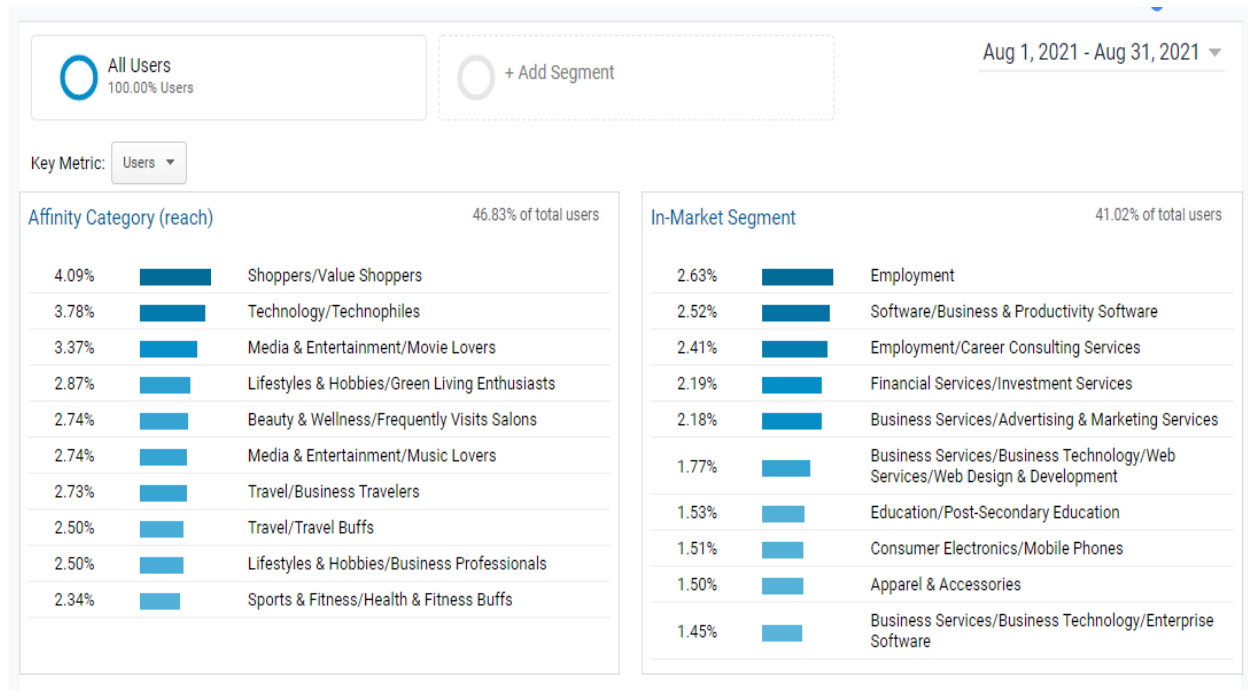 All Users
100.00% Users
+ Add Segment
Aug 1, 2021 - Aug 31, 2021
Key Metric:
Users
Affinity Category (reach)
46.83% of total users
4.09% Shoppers/Value Shoppers
3.78% Technology/Technophiles
3.37% Media & Entertainment/Movie Lovers
2.87% Lifestyles & Hobbies/Green Living Enthusiasts
2.74% Beauty & Wellness/Frequently Visits Salons
2.74% Media & Entertainment/Music Lovers
2.73% Travel/Business Travelers
2.50% Travel/Travel Buffs
2.50% Lifestyles & Hobbies/Business Professionals
2.34% Sports & Fitness/Health & Fitness Buffs
In-Market Segment
41.02% of total users
2.63% Employment
2.52% Software/Business & Productivity Software
2.41% Employment/Career Consulting Services
2.19% Financial Services/Investment Services
2.18% Business Services/Advertising & Marketing Services
1.77% Business Services/Business Technology/Web
Services/Web Design & Development
1.53% Education/Post-Secondary Education
1.51% Consumer Electronics/Mobile Phones
1.50% Apparel & Accessories
1.45% Business Services/Business Technology/Enterprise
Software